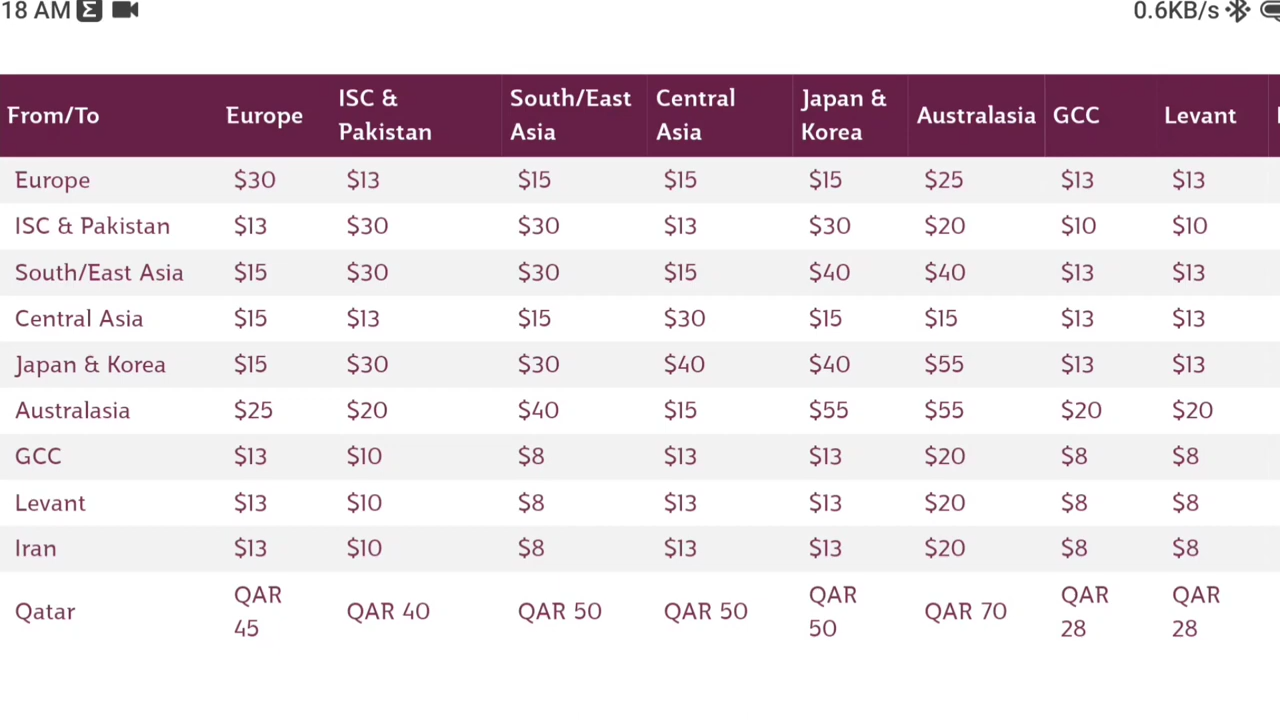 18 AM Σ 0.6KB/s
From/To Europe ISC & Pakistan South/East Asia Central Asia Japan & Korea Australasia GCC Levant
Europe $30 $13 $15 $15 $15 $25 $13 $13
ISC & Pakistan $13 $30 $30 $13 $30 $20 $10 $10
South/East Asia $15 $30 $30 $15 $40 $40 $13 $13
Central Asia $15 $13 $15 $30 $15 $15 $13 $13
Japan & Korea $15 $30 $30 $40 $40 $55 $13 $13
Australasia $25 $20 $40 $15 $55 $55 $20 $20
GCC $13 $10 $8 $13 $13 $20 $8 $8
Levant $13 $10 $8 $13 $13 $20 $8 $8
Iran $13 $10 $8 $13 $13 $20 $8 $8
Qatar QAR 45 QAR 40 QAR 50 QAR 50 QAR 50 QAR 70 QAR 28 QAR 28